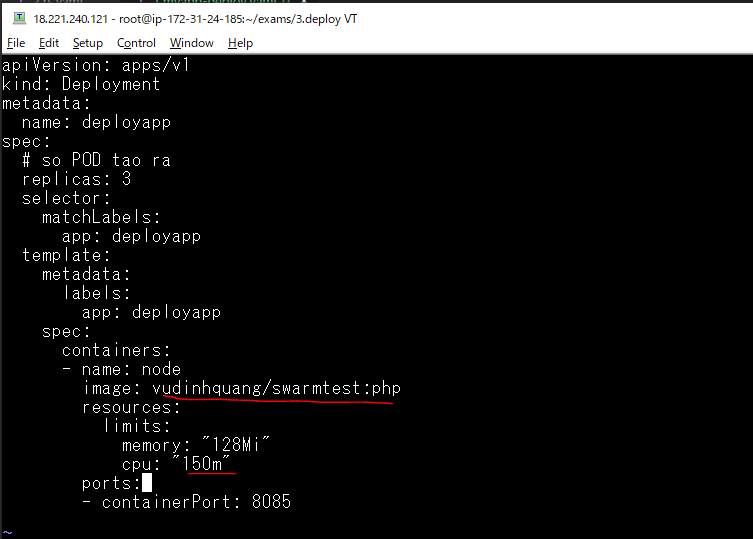 18.221.240.121 - root@ip-172-31-24-185:~/exams/3.deploy VT
File Edit Setup Control Window Help
apiVersion: apps/v1
kind: Deployment
metadata:
  name: deployapp
spec:
  # so POD tao ra
  replicas: 3
  selector:
    matchLabels:
      app: deployapp
  template:
    metadata:
      labels:
        app: deployapp
    spec:
      containers:
      - name: node
        image: vudinhquang/swarmtest:php
        resources:
          limits:
            memory: "128Mi"
            cpu: "150m"
        ports:
        - containerPort: 8085
~